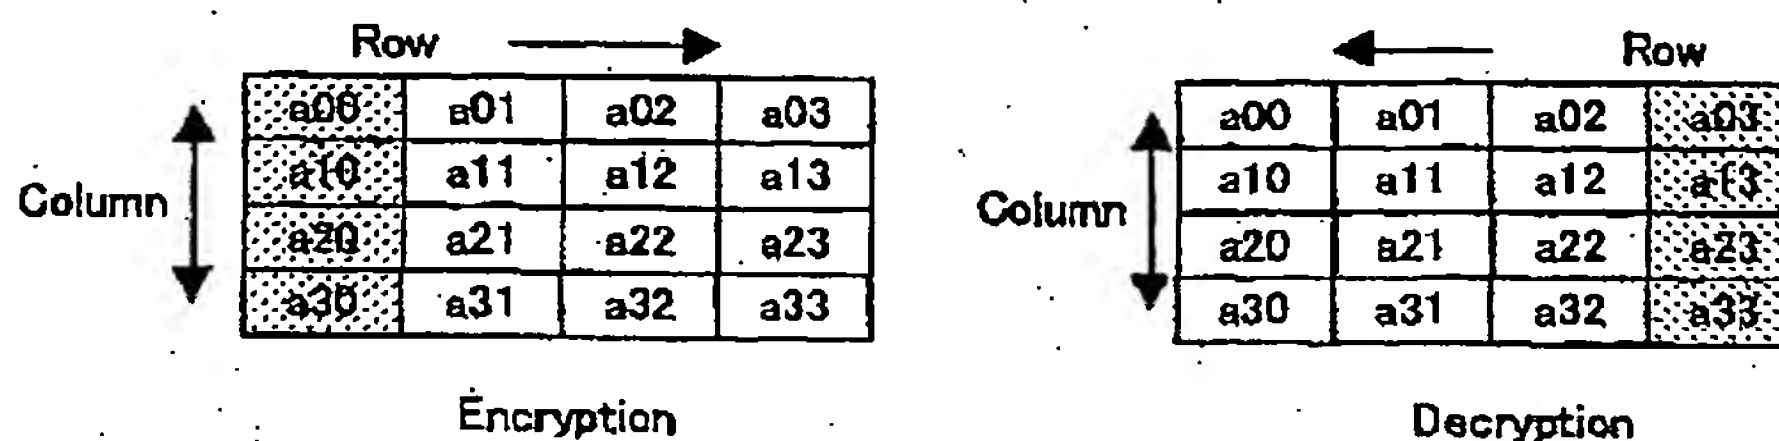 Row Row
a00 a01 a02 a03 a00 a01 a02 a03
a10 a11 a12 a13 a10 a11 a12 a13
Column Column
a20 a21 a22 a23 a20 a21 a22 a23
a30 a31 a32 a33 a30 a31 a32 a33
Encryption Decryption